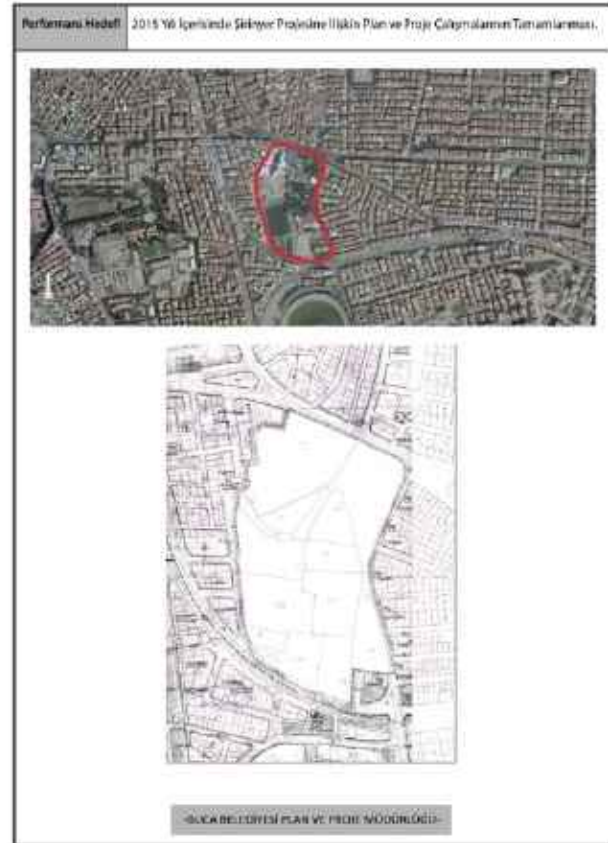 Performans Hedefi
2015 Yılı İçerisinde Şirinyer Projesine İlişkin Plan ve Proje Çalışmalarının Tamamlanması.
-BUCA BELEDİYESİ PLAN VE PROJE MÜDÜRLÜĞÜ-